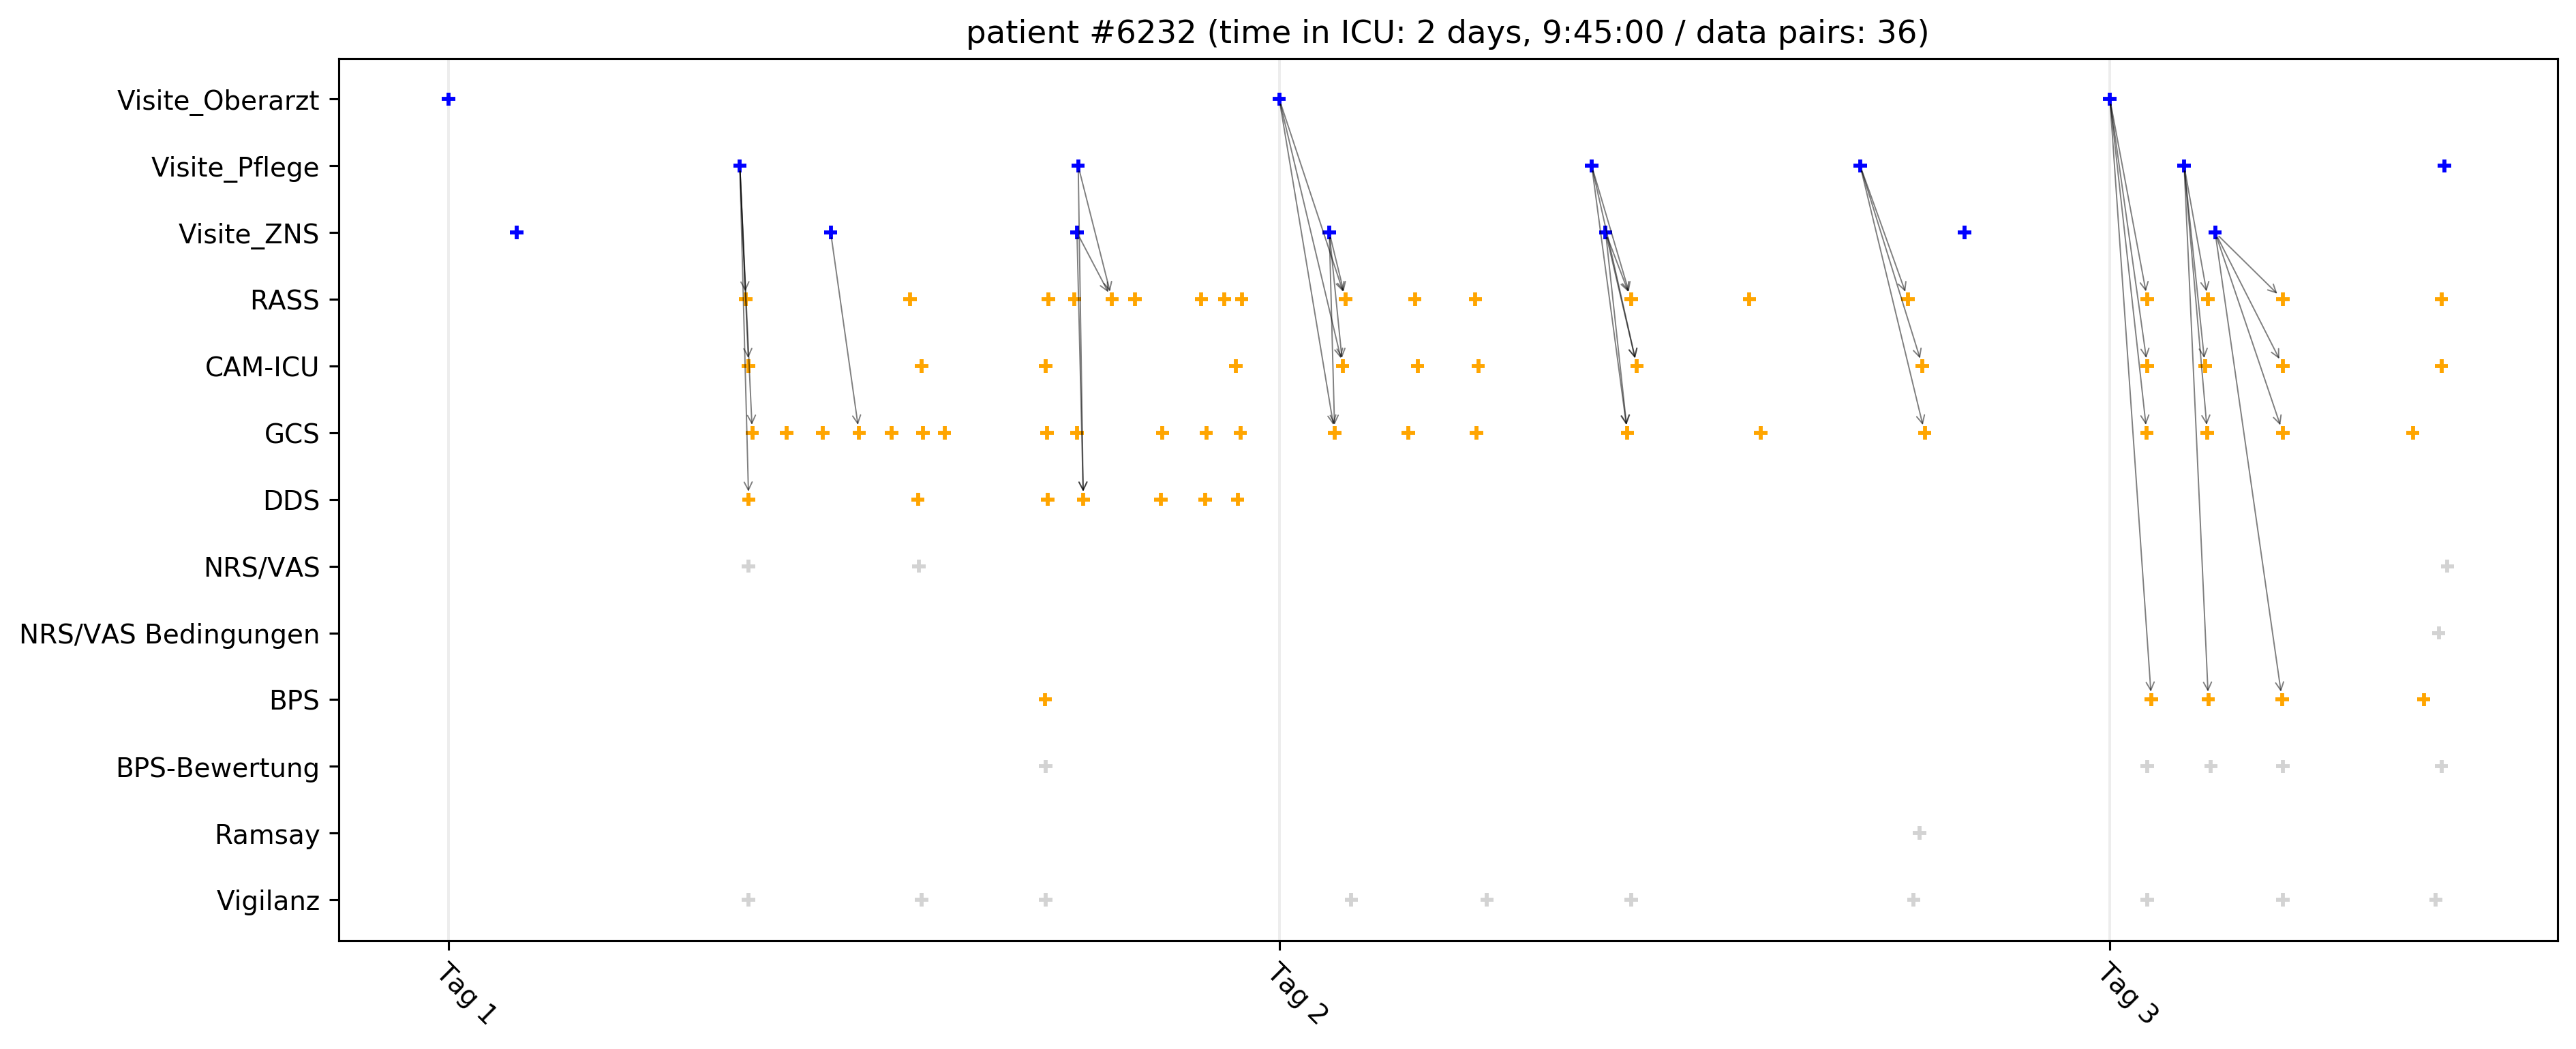 patient #6232 (time in ICU: 2 days, 9:45:00 / data pairs: 36)
Visite_Oberarzt
Visite_Pflege
Visite_ZNS
RASS
CAM-ICU
GCS
DDS
NRS/VAS
NRS/VAS Bedingungen
BPS
BPS-Bewertung
Ramsay
Vigilanz
Tag 1
Tag 2
Tag 3